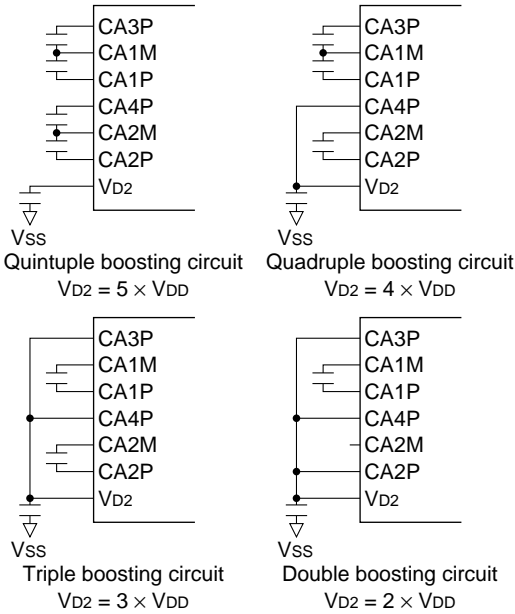 CA3P
CA1M
CA1P
CA4P
CA2M
CA2P
VD2
VSS
Quintuple boosting circuit
VD2 = 5 × VDD
CA3P
CA1M
CA1P
CA4P
CA2M
CA2P
VD2
VSS
Quadruple boosting circuit
VD2 = 4 × VDD
CA3P
CA1M
CA1P
CA4P
CA2M
CA2P
VD2
VSS
Triple boosting circuit
VD2 = 3 × VDD
CA3P
CA1M
CA1P
CA4P
CA2M
CA2P
VD2
VSS
Double boosting circuit
VD2 = 2 × VDD